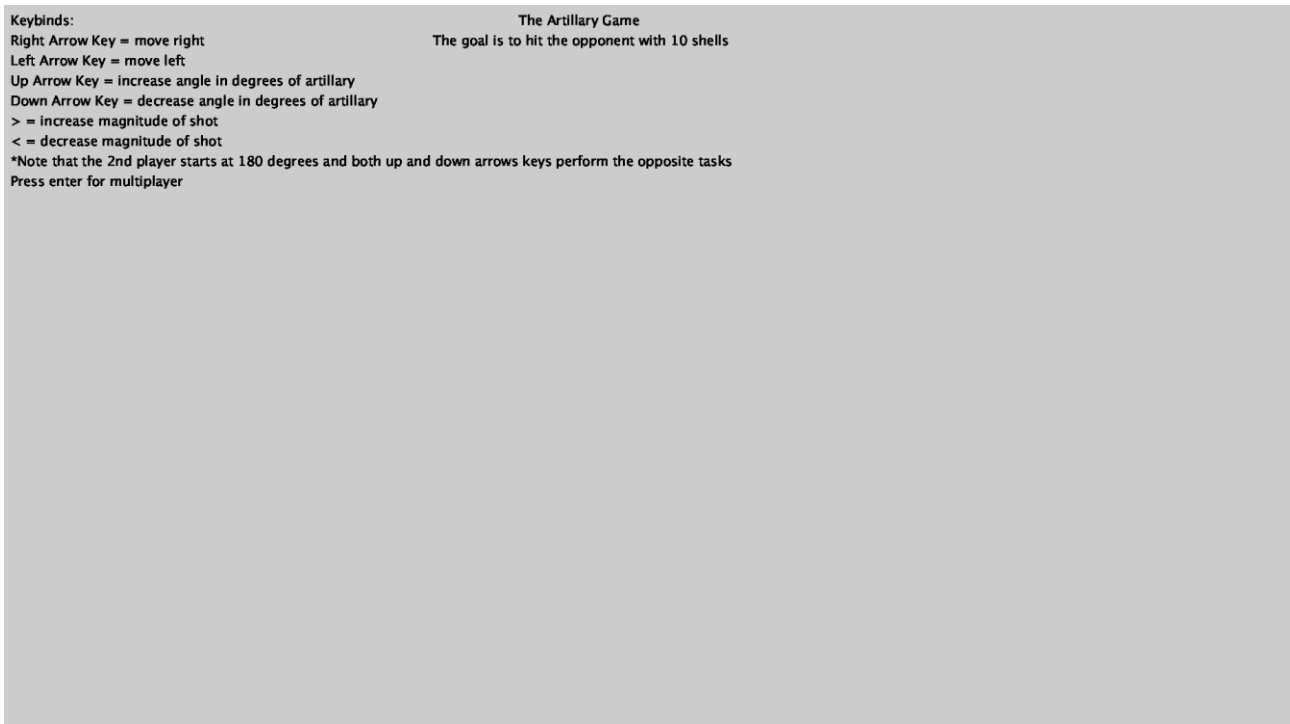 Keybinds:
The Artillary Game
Right Arrow Key = move right
The goal is to hit the opponent with 10 shells
Left Arrow Key = move left
Up Arrow Key = increase angle in degrees of artillary
Down Arrow Key = decrease angle in degrees of artillary
> = increase magnitude of shot
< = decrease magnitude of shot
*Note that the 2nd player starts at 180 degrees and both up and down arrows keys perform the opposite tasks
Press enter for multiplayer